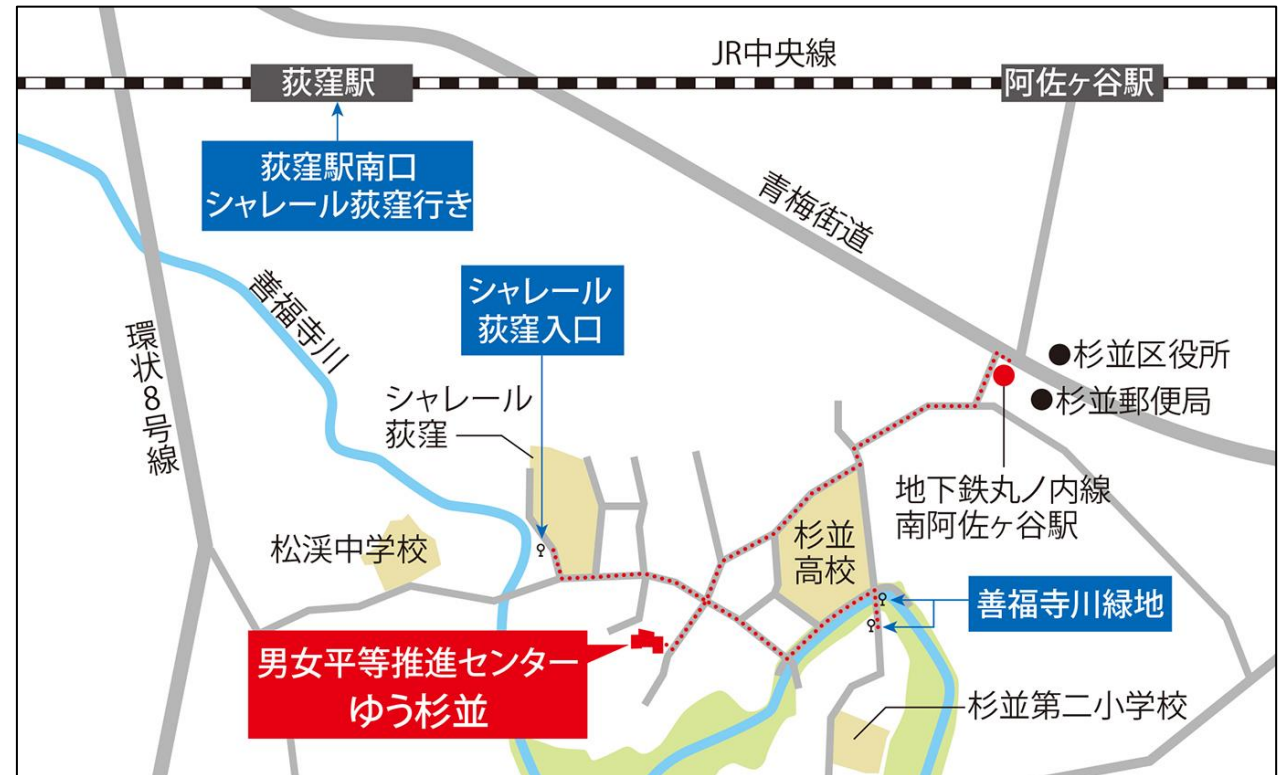 JR中央線
荻窪駅
阿佐ヶ谷駅
荻窪駅南口
シャレール荻窪行き
青梅街道
善福寺川
シャレール
荻窪入口
環状8号線
●杉並区役所
●杉並郵便局
シャレール
荻窪
地下鉄丸ノ内線
南阿佐ヶ谷駅
松渓中学校
杉並
高校
善福寺川緑地
男女平等推進センター
ゆう杉並
杉並第二小学校